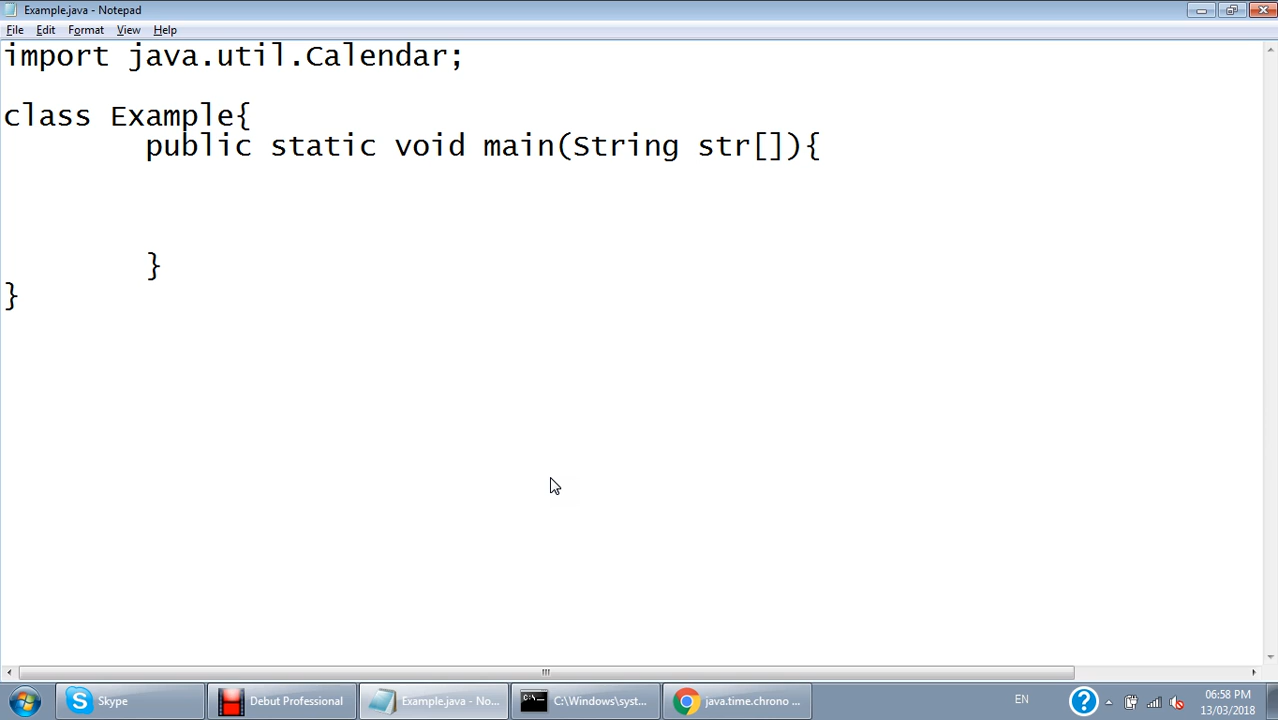 Example.java - Notepad
File Edit Format View Help
import java.util.Calendar;
class Example{
public static void main(String str[]){
}
}
Skype
Debut Professional
Example.java - No...
C:\Windows\syst...
java.time.chrono ...
EN
06:58 PM
13/03/2018